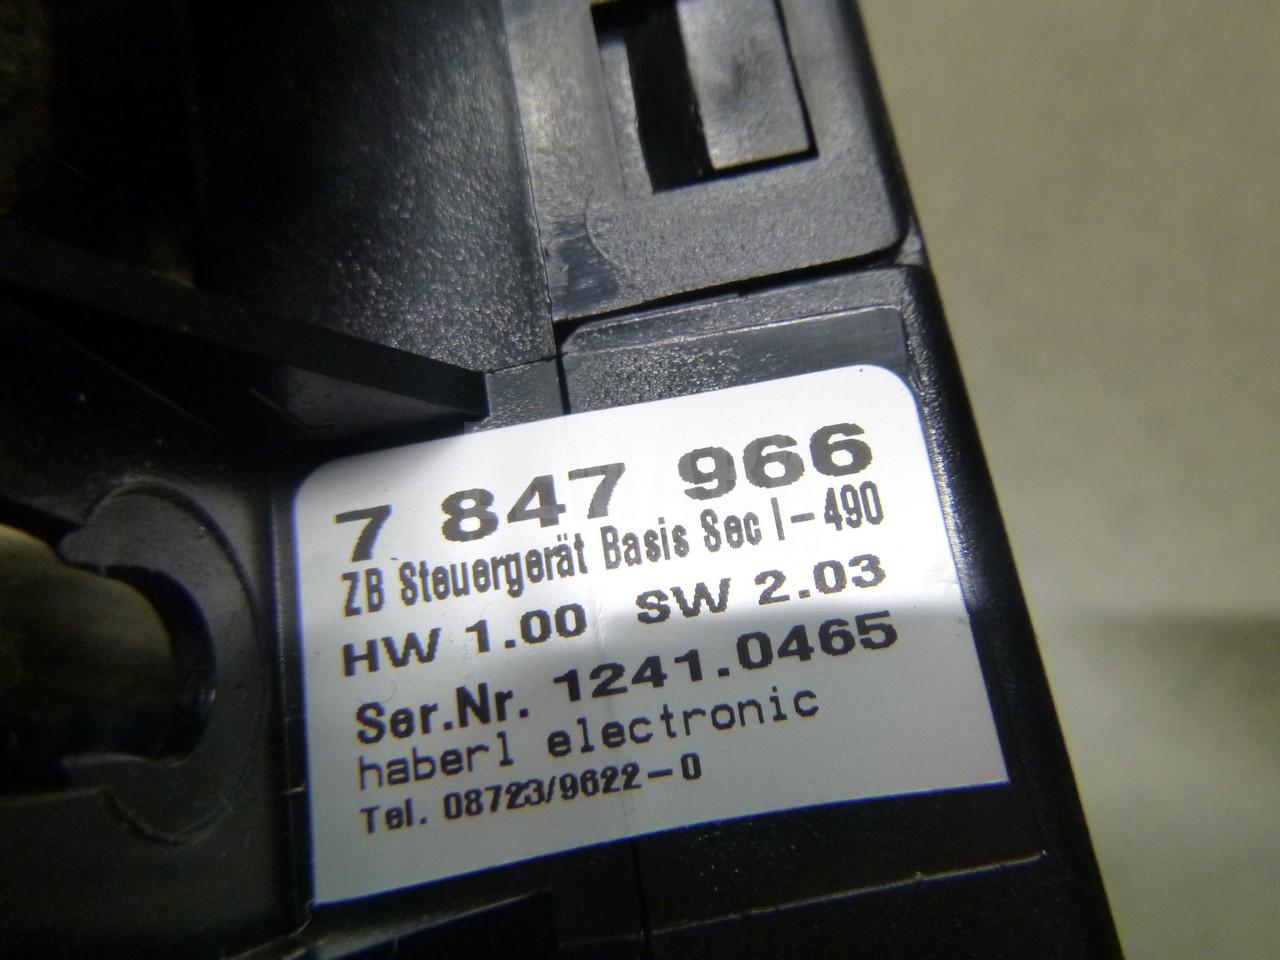 7 847 966
ZB Steuergerät Basis Sec I-490
HW 1.00 SW 2.03
Ser.Nr. 1241.0465
haberl electronic
Tel. 08723/9622-0